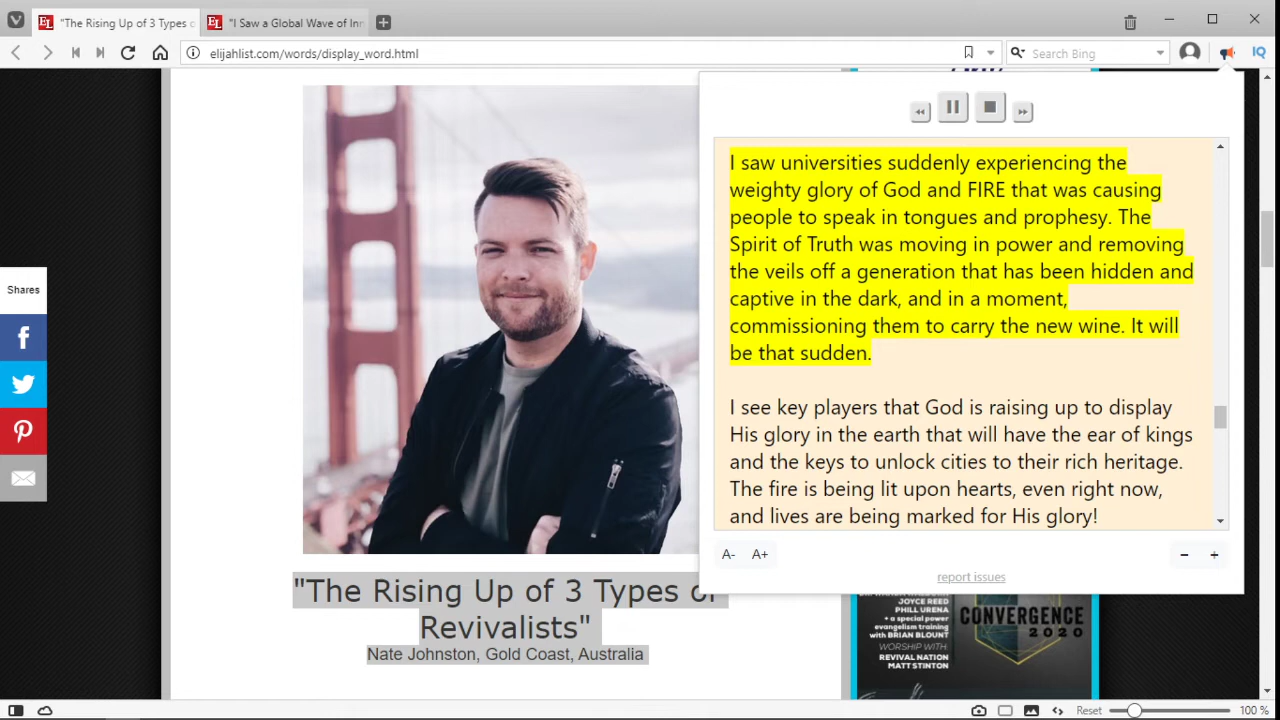 "The Rising Up of 3 Types o
"I Saw a Global Wave of Inn
elijahlist.com/words/display_word.html
Search Bing
IQ
Shares
I saw universities suddenly experiencing the
weighty glory of God and FIRE that was causing
people to speak in tongues and prophesy. The
Spirit of Truth was moving in power and removing
the veils off a generation that has been hidden and
captive in the dark, and in a moment,
commissioning them to carry the new wine. It will
be that sudden.
I see key players that God is raising up to display
His glory in the earth that will have the ear of kings
and the keys to unlock cities to their rich heritage.
The fire is being lit upon hearts, even right now,
and lives are being marked for His glory!
A- A+
- +
report issues
"The Rising Up of 3 Types of
Revivalists"
Nate Johnston, Gold Coast, Australia
JOYCE REED
PHILL URENA
+ a special power
evangelism training
with BRIAN BLOUNT
WORSHIP WITH
REVIVAL NATION
MATT STINTON
CONVERGENCE
2020
Reset
100 %